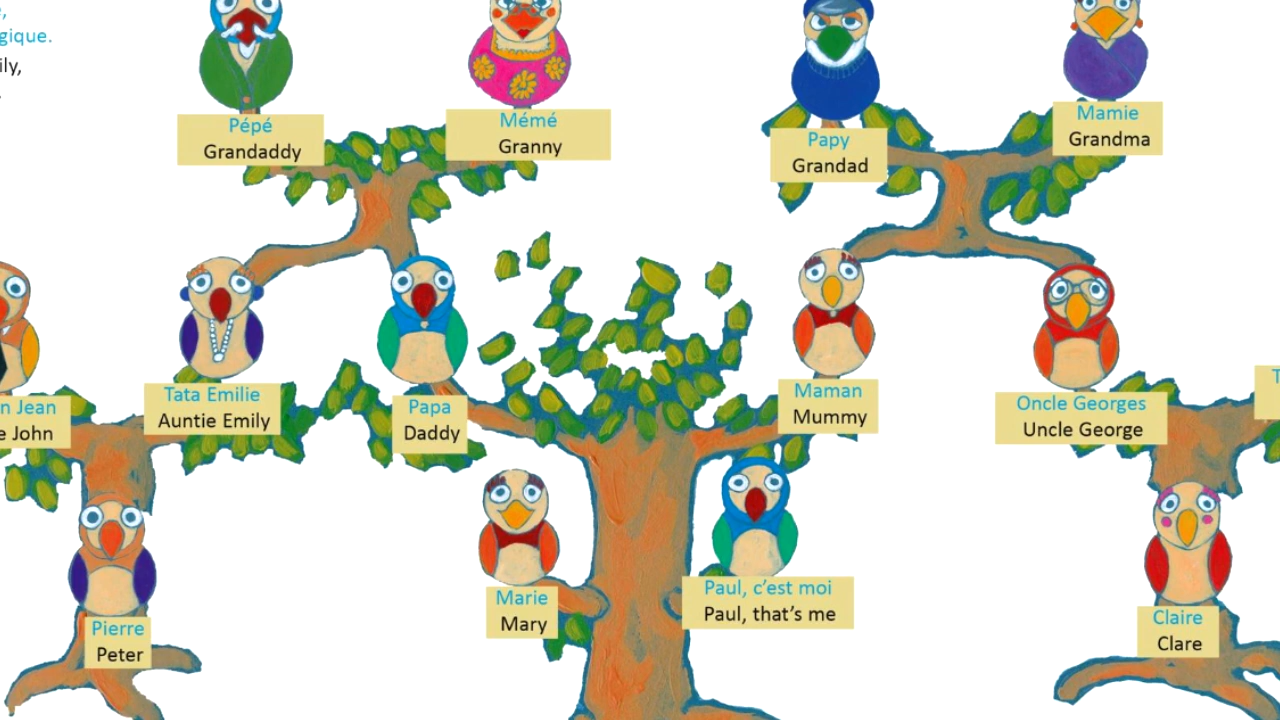 gique.
Pépé
Grandaddy
Mémé
Granny
Papy
Grandad
Mamie
Grandma
Jean
John
Tata Emilie
Auntie Emily
Papa
Daddy
Maman
Mummy
Oncle Georges
Uncle George
Pierre
Peter
Marie
Mary
Paul, c’est moi
Paul, that’s me
Claire
Clare